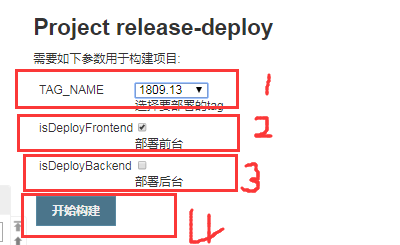 Project release-deploy
需要如下参数用于构建项目:
TAG_NAME 1809.13 1
选择要部署的tag
isDeployFrontend 2
部署前台
isDeployBackend 3
部署后台
开始构建 4